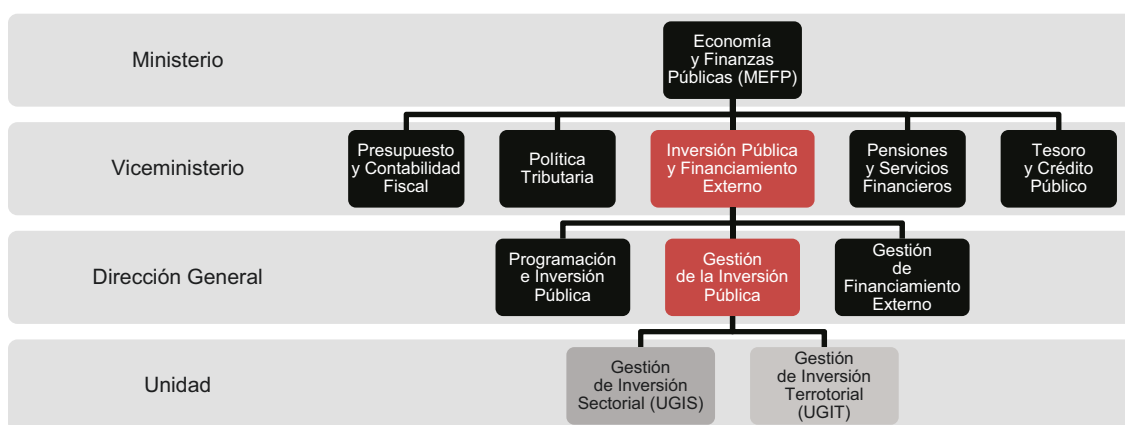 Ministerio
Economía
y Finanzas
Públicas (MEFP)
Viceministerio
Presupuesto
y Contabilidad
Fiscal
Política
Tributaria
Inversión Pública
y Financiamiento
Externo
Pensiones
y Servicios
Financieros
Tesoro
y Crédito
Público
Dirección General
Programación
e Inversión
Pública
Gestión
de la Inversión
Pública
Gestión
de
Financiamiento
Externo
Unidad
Gestión
de Inversión
Sectorial (UGIS)
Gestión
de Inversión
Terrotorial
(UGIT)